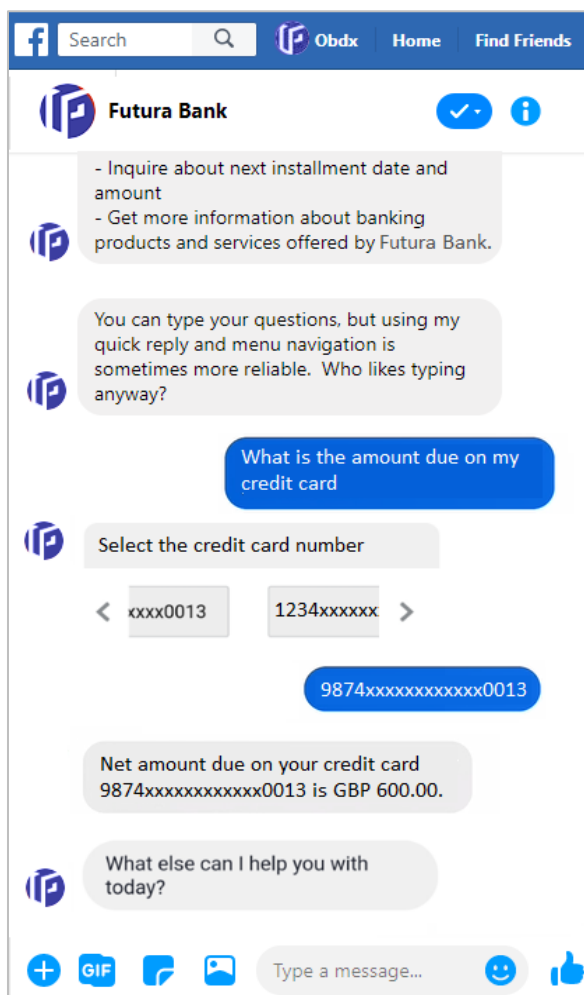 Search
Obdx
Home
Find Friends
Futura Bank
- Inquire about next installment date and
amount
- Get more information about banking
products and services offered by Futura Bank.
You can type your questions, but using my
quick reply and menu navigation is
sometimes more reliable.  Who likes typing
anyway?
What is the amount due on my
credit card
Select the credit card number
xxxx0013
1234xxxxxx
9874xxxxxxxxxxxx0013
Net amount due on your credit card
9874xxxxxxxxxxxx0013 is GBP 600.00.
What else can I help you with
today?
GIF
Type a message...